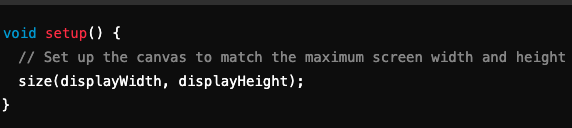 void setup() {
  // Set up the canvas to match the maximum screen width and height
  size(displayWidth, displayHeight);
}